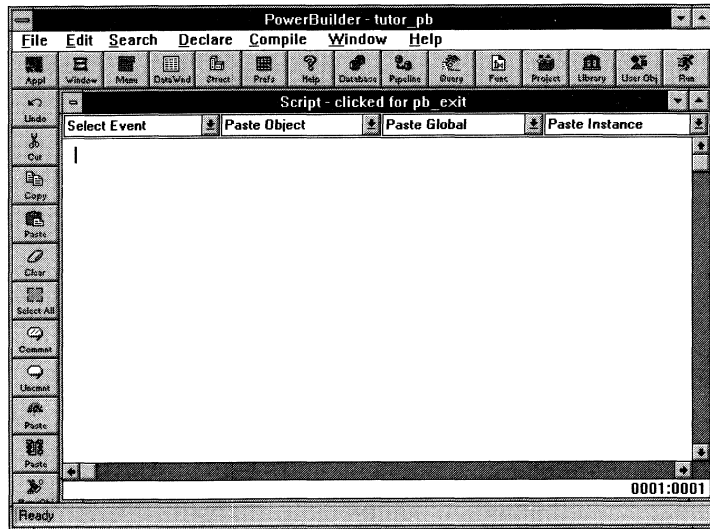 PowerBuilder - tutor_pb
File Edit Search Declare Compile Window Help
Appl Window Menu DataWnd Struct Prefs Help Database Pipeline Query Func Project Library User Obj Run
Script - clicked for pb_exit
Select Event Paste Object Paste Global Paste Instance
Undo
Cut
Copy
Paste
Clear
Select All
Commnt
Uncmnt
Paste
Paste
0001:0001
Ready